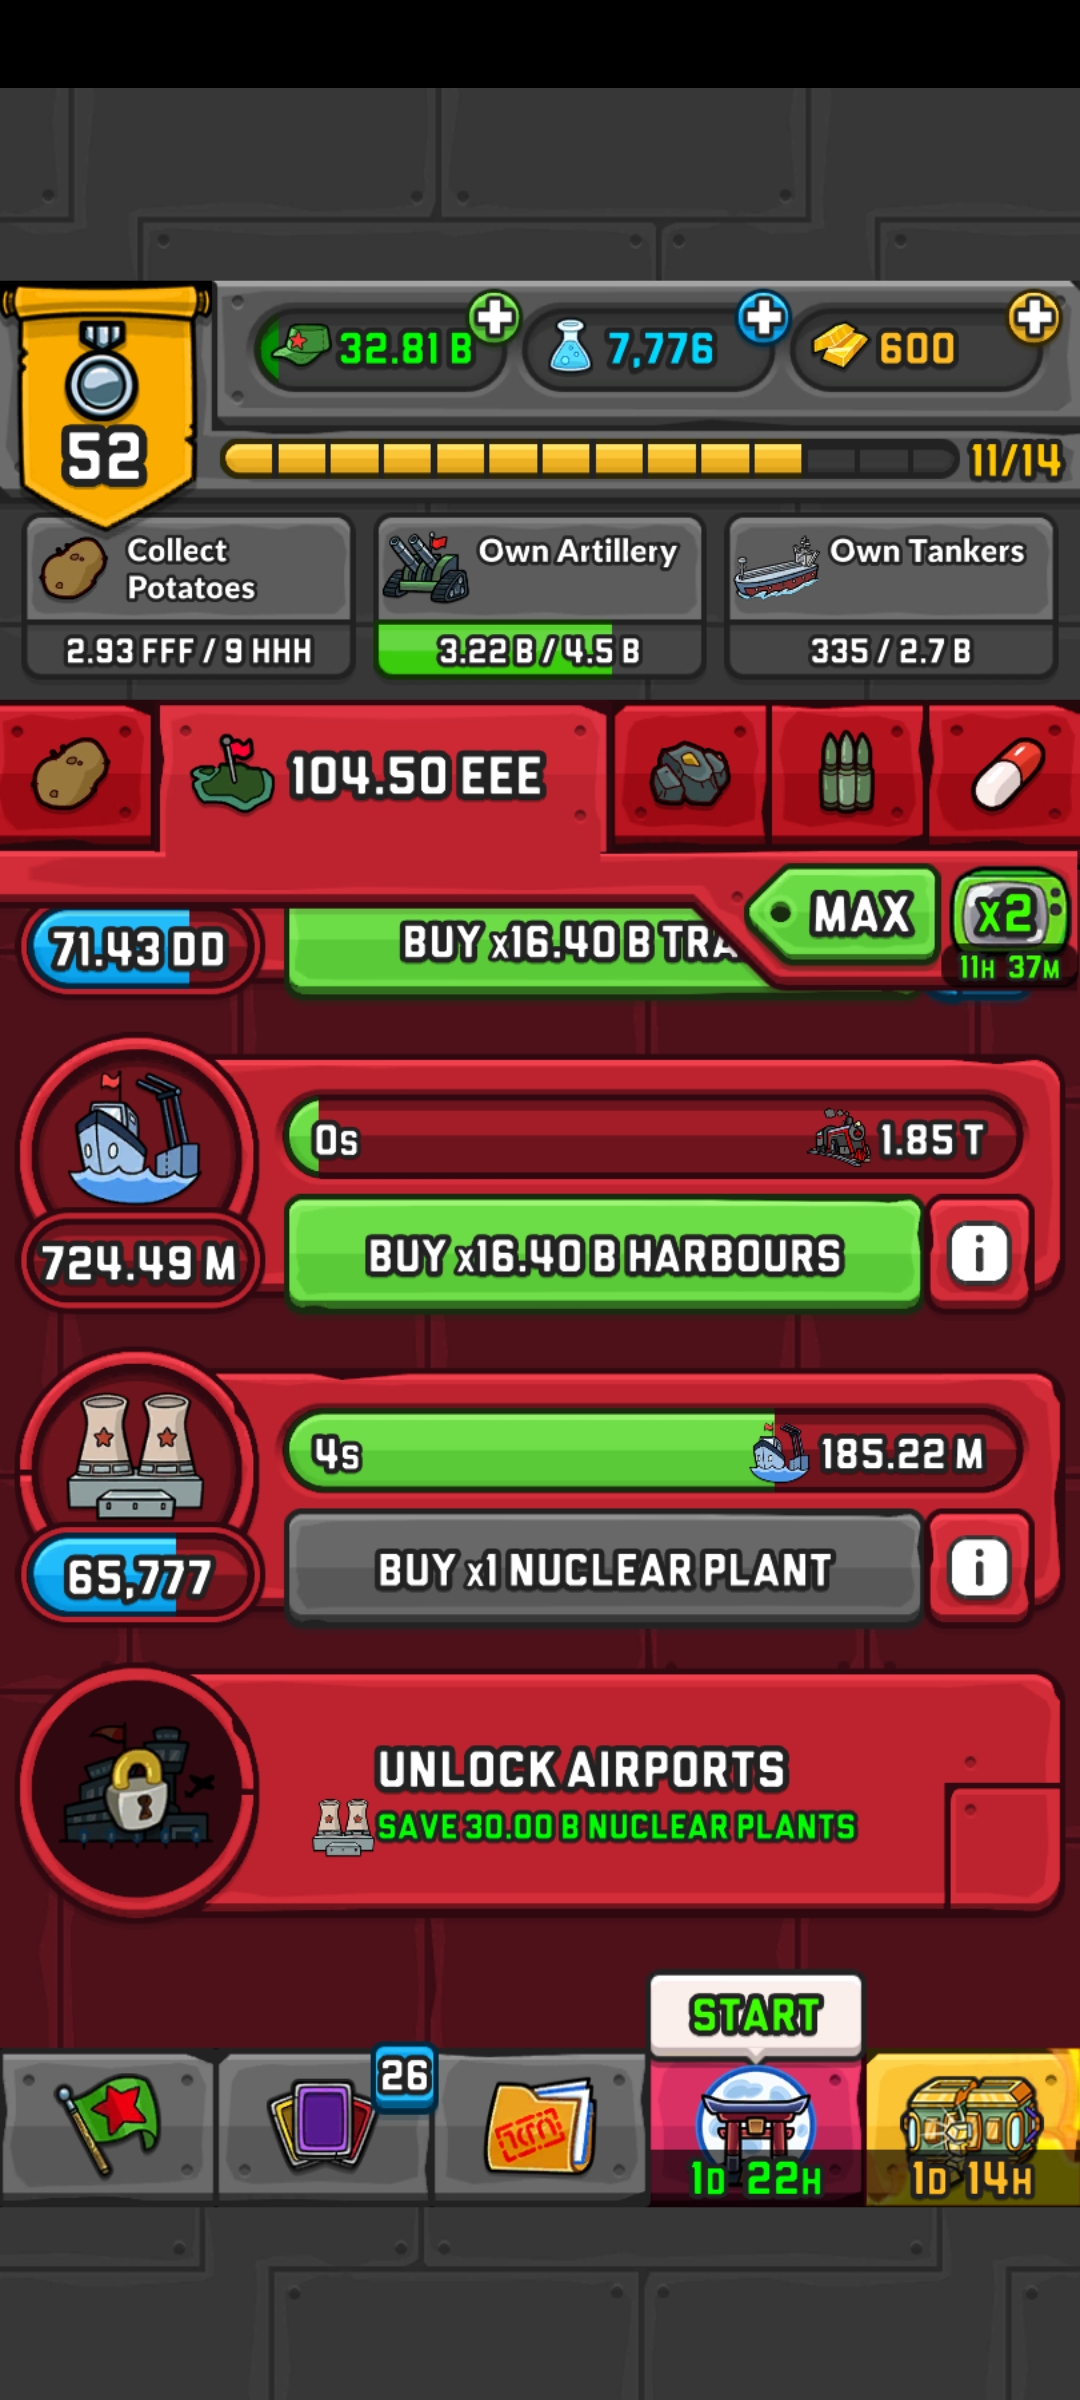 32.81 B
7,776
600
52
11/14
Collect
Potatoes
2.93 FFF / 9 HHH
Own Artillery
3.22 B / 4.5 B
Own Tankers
335 / 2.7 B
104.50 EEE
MAX
x2
11H 37M
71.43 DD
BUY x16.40 B TRA
0s
1.85 T
724.49 M
BUY x16.40 B HARBOURS
i
4s
185.22 M
65,777
BUY x1 NUCLEAR PLANT
i
UNLOCK AIRPORTS
SAVE 30.00 B NUCLEAR PLANTS
START
26
1D 22H
1D 14H